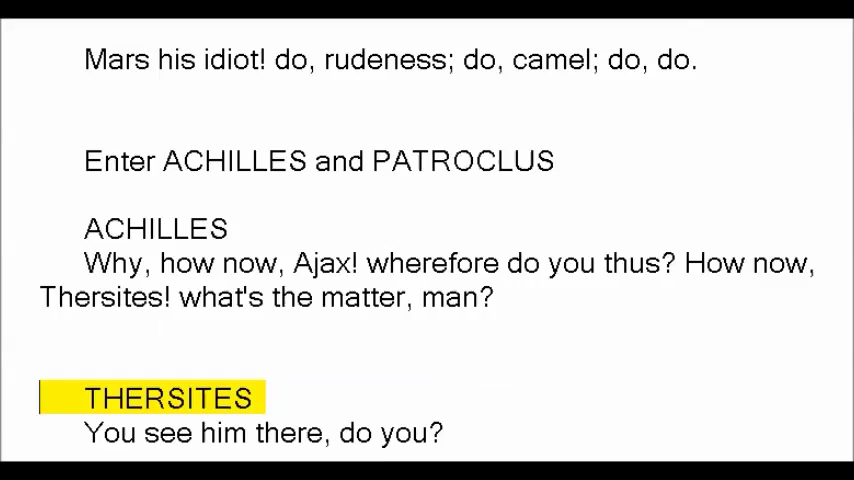 Mars his idiot! do, rudeness; do, camel; do, do.
Enter ACHILLES and PATROCLUS
ACHILLES
Why, how now, Ajax! wherefore do you thus? How now,
Thersites! what's the matter, man?
THERSITES
You see him there, do you?